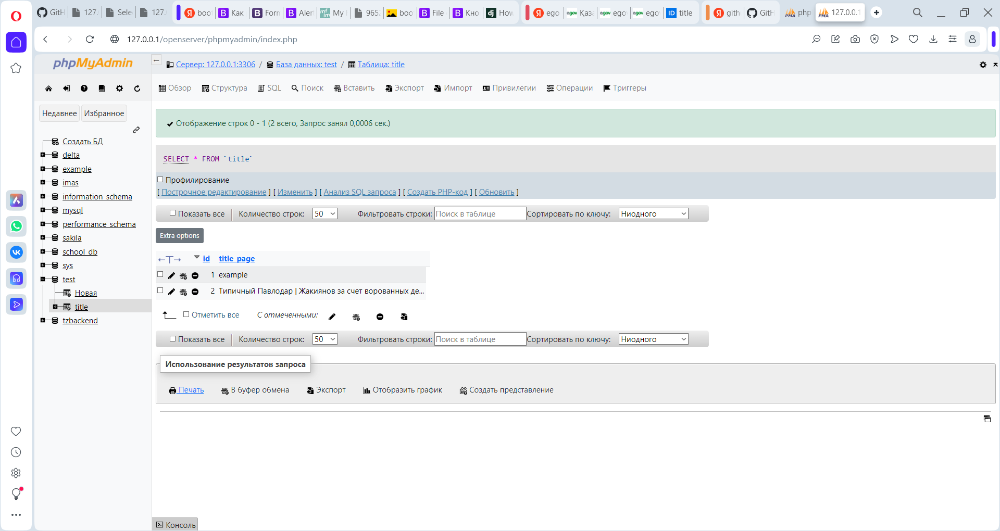 GitH 127. Sele 127. boo Как Forr Aler My 965 boo File Кно Hov ego Қаза ego ego title gith GitH php 127.0.0.1
127.0.0.1/openserver/phpmyadmin/index.php
phpMyAdmin
Сервер: 127.0.0.1:3306 / База данных: test / Таблица: title
Обзор Структура SQL Поиск Вставить Экспорт Импорт Привилегии Операции Триггеры
Недавнее Избранное
Создать БД
delta
example
imas
information_schema
mysql
performance_schema
sakila
school_db
sys
test
Новая
title
tzbackend
Отображение строк 0 - 1 (2 всего, Запрос занял 0,0006 сек.)
SELECT * FROM `title`
Профилирование
[ Построчное редактирование ] [ Изменить ] [ Анализ SQL запроса ] [ Создать PHP-код ] [ Обновить ]
Показать все Количество строк: 50 Фильтровать строки: Поиск в таблице Сортировать по ключу: Ниодного
Extra options
←T→ id title_page
1 example
2 Типичный Павлодар | Жакиянов за счет ворованных де...
Отметить все С отмеченными:
Показать все Количество строк: 50 Фильтровать строки: Поиск в таблице Сортировать по ключу: Ниодного
Использование результатов запроса
Печать В буфер обмена Экспорт Отобразить график Создать представление
Консоль